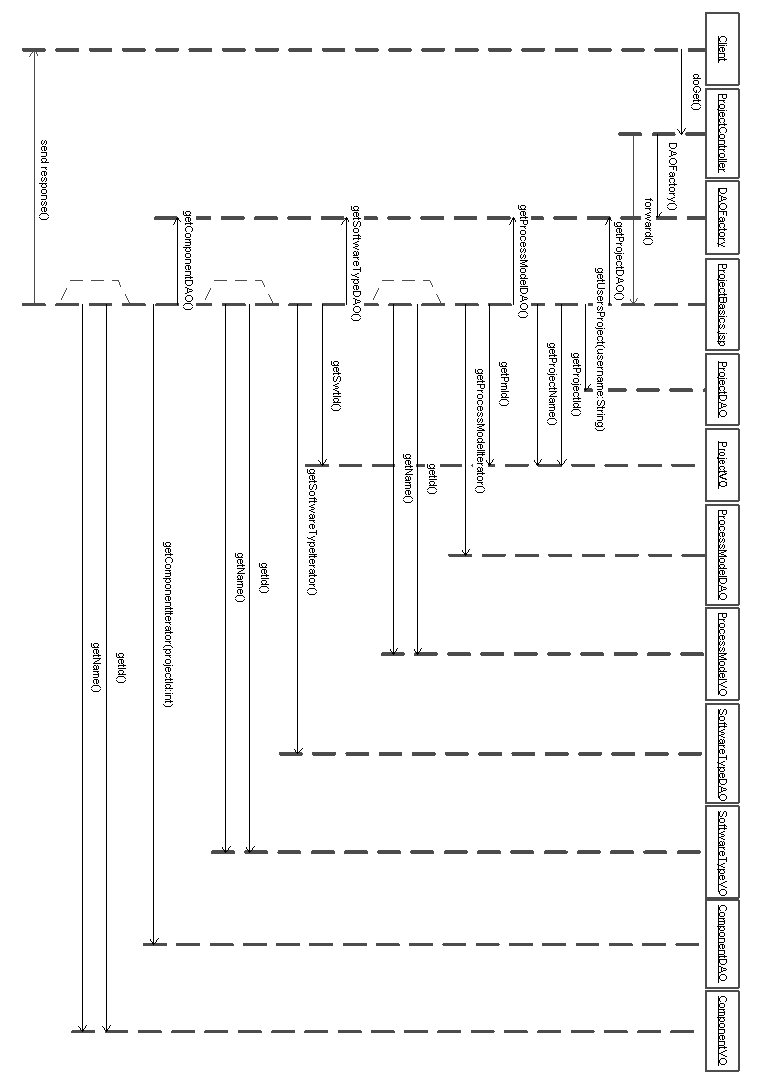 Client
ProjectController
DAOFactory
ProjectBasics.jsp
ProjectDAO
ProjectVO
ProcessModelDAO
ProcessModelVO
SoftwareTypeDAO
SoftwareTypeVO
ComponentDAO
ComponentVO
doGet()
DAOFactory()
forward()
getProjectDAO()
getUsersProject(username:String)
getProjectId()
getProjectName()
getProcessModelDAO()
getPmId()
getProcessModelIterator()
getId()
getName()
getSoftwareTypeDAO()
getSwtId()
getSoftwareTypeIterator()
getId()
getName()
getComponentDAO()
getComponentIterator(projectId:int)
getId()
getName()
send response()